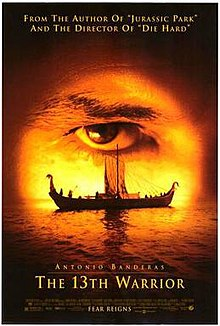 From the Author of "Jurassic Park"
And the Director of "Die Hard"
Antonio Banderas
The 13th Warrior
Fear Reigns